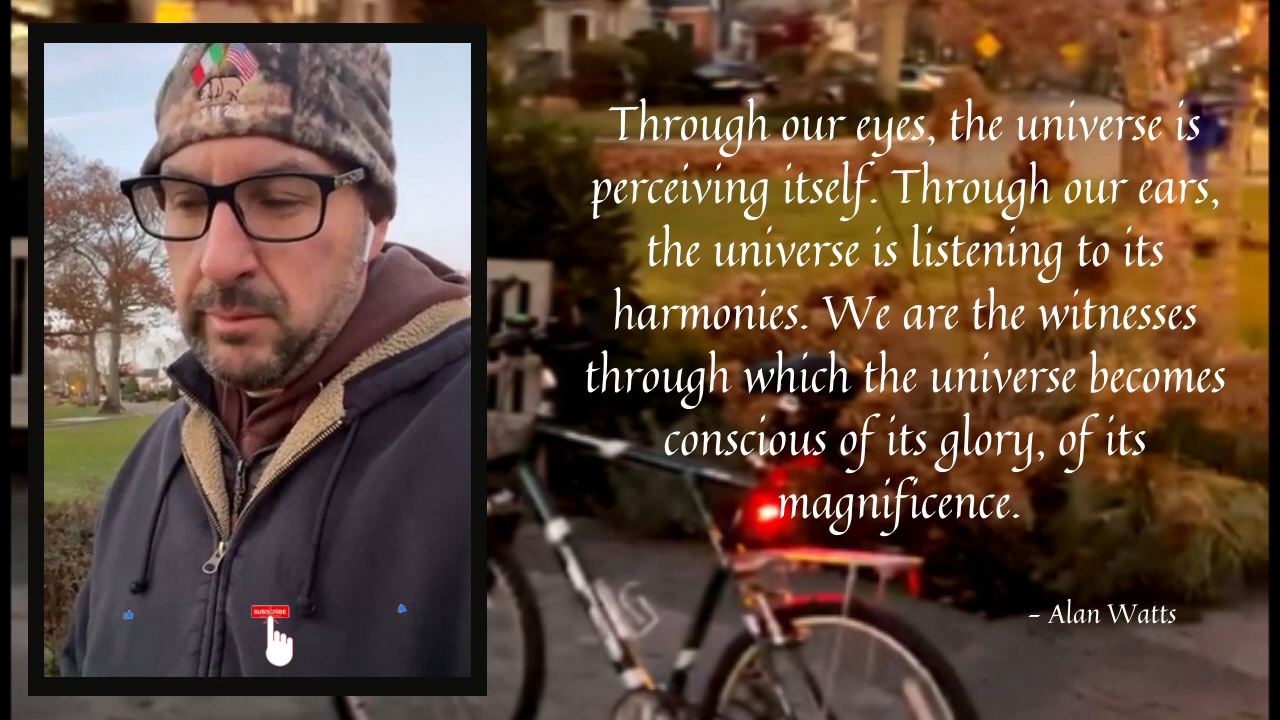 Through our eyes, the universe is
perceiving itself. Through our ears,
the universe is listening to its
harmonies. We are the witnesses
through which the universe becomes
conscious of its glory, of its
magnificence.
- Alan Watts
SUBSCRIBE